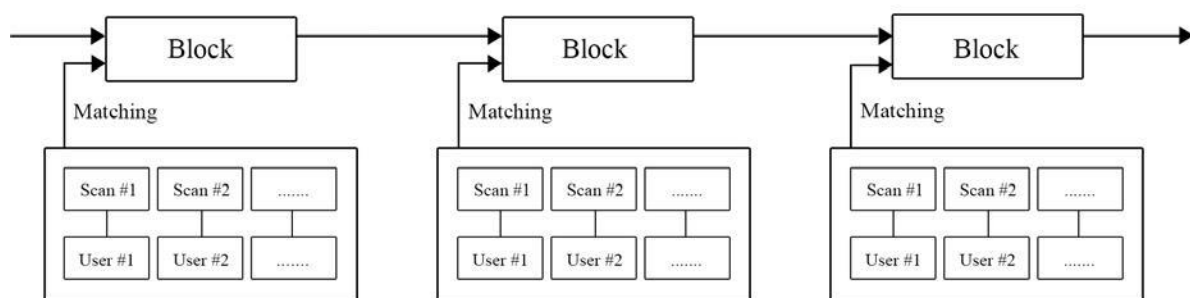 Block Block Block
Matching Matching Matching
Scan #1 Scan #2 ....... Scan #1 Scan #2 ....... Scan #1 Scan #2 .......
User #1 User #2 ....... User #1 User #2 ....... User #1 User #2 .......